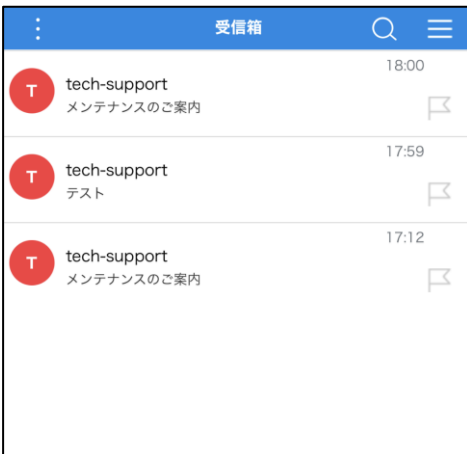 受信箱
18:00
T
tech-support
メンテナンスのご案内
17:59
T
tech-support
テスト
17:12
T
tech-support
メンテナンスのご案内